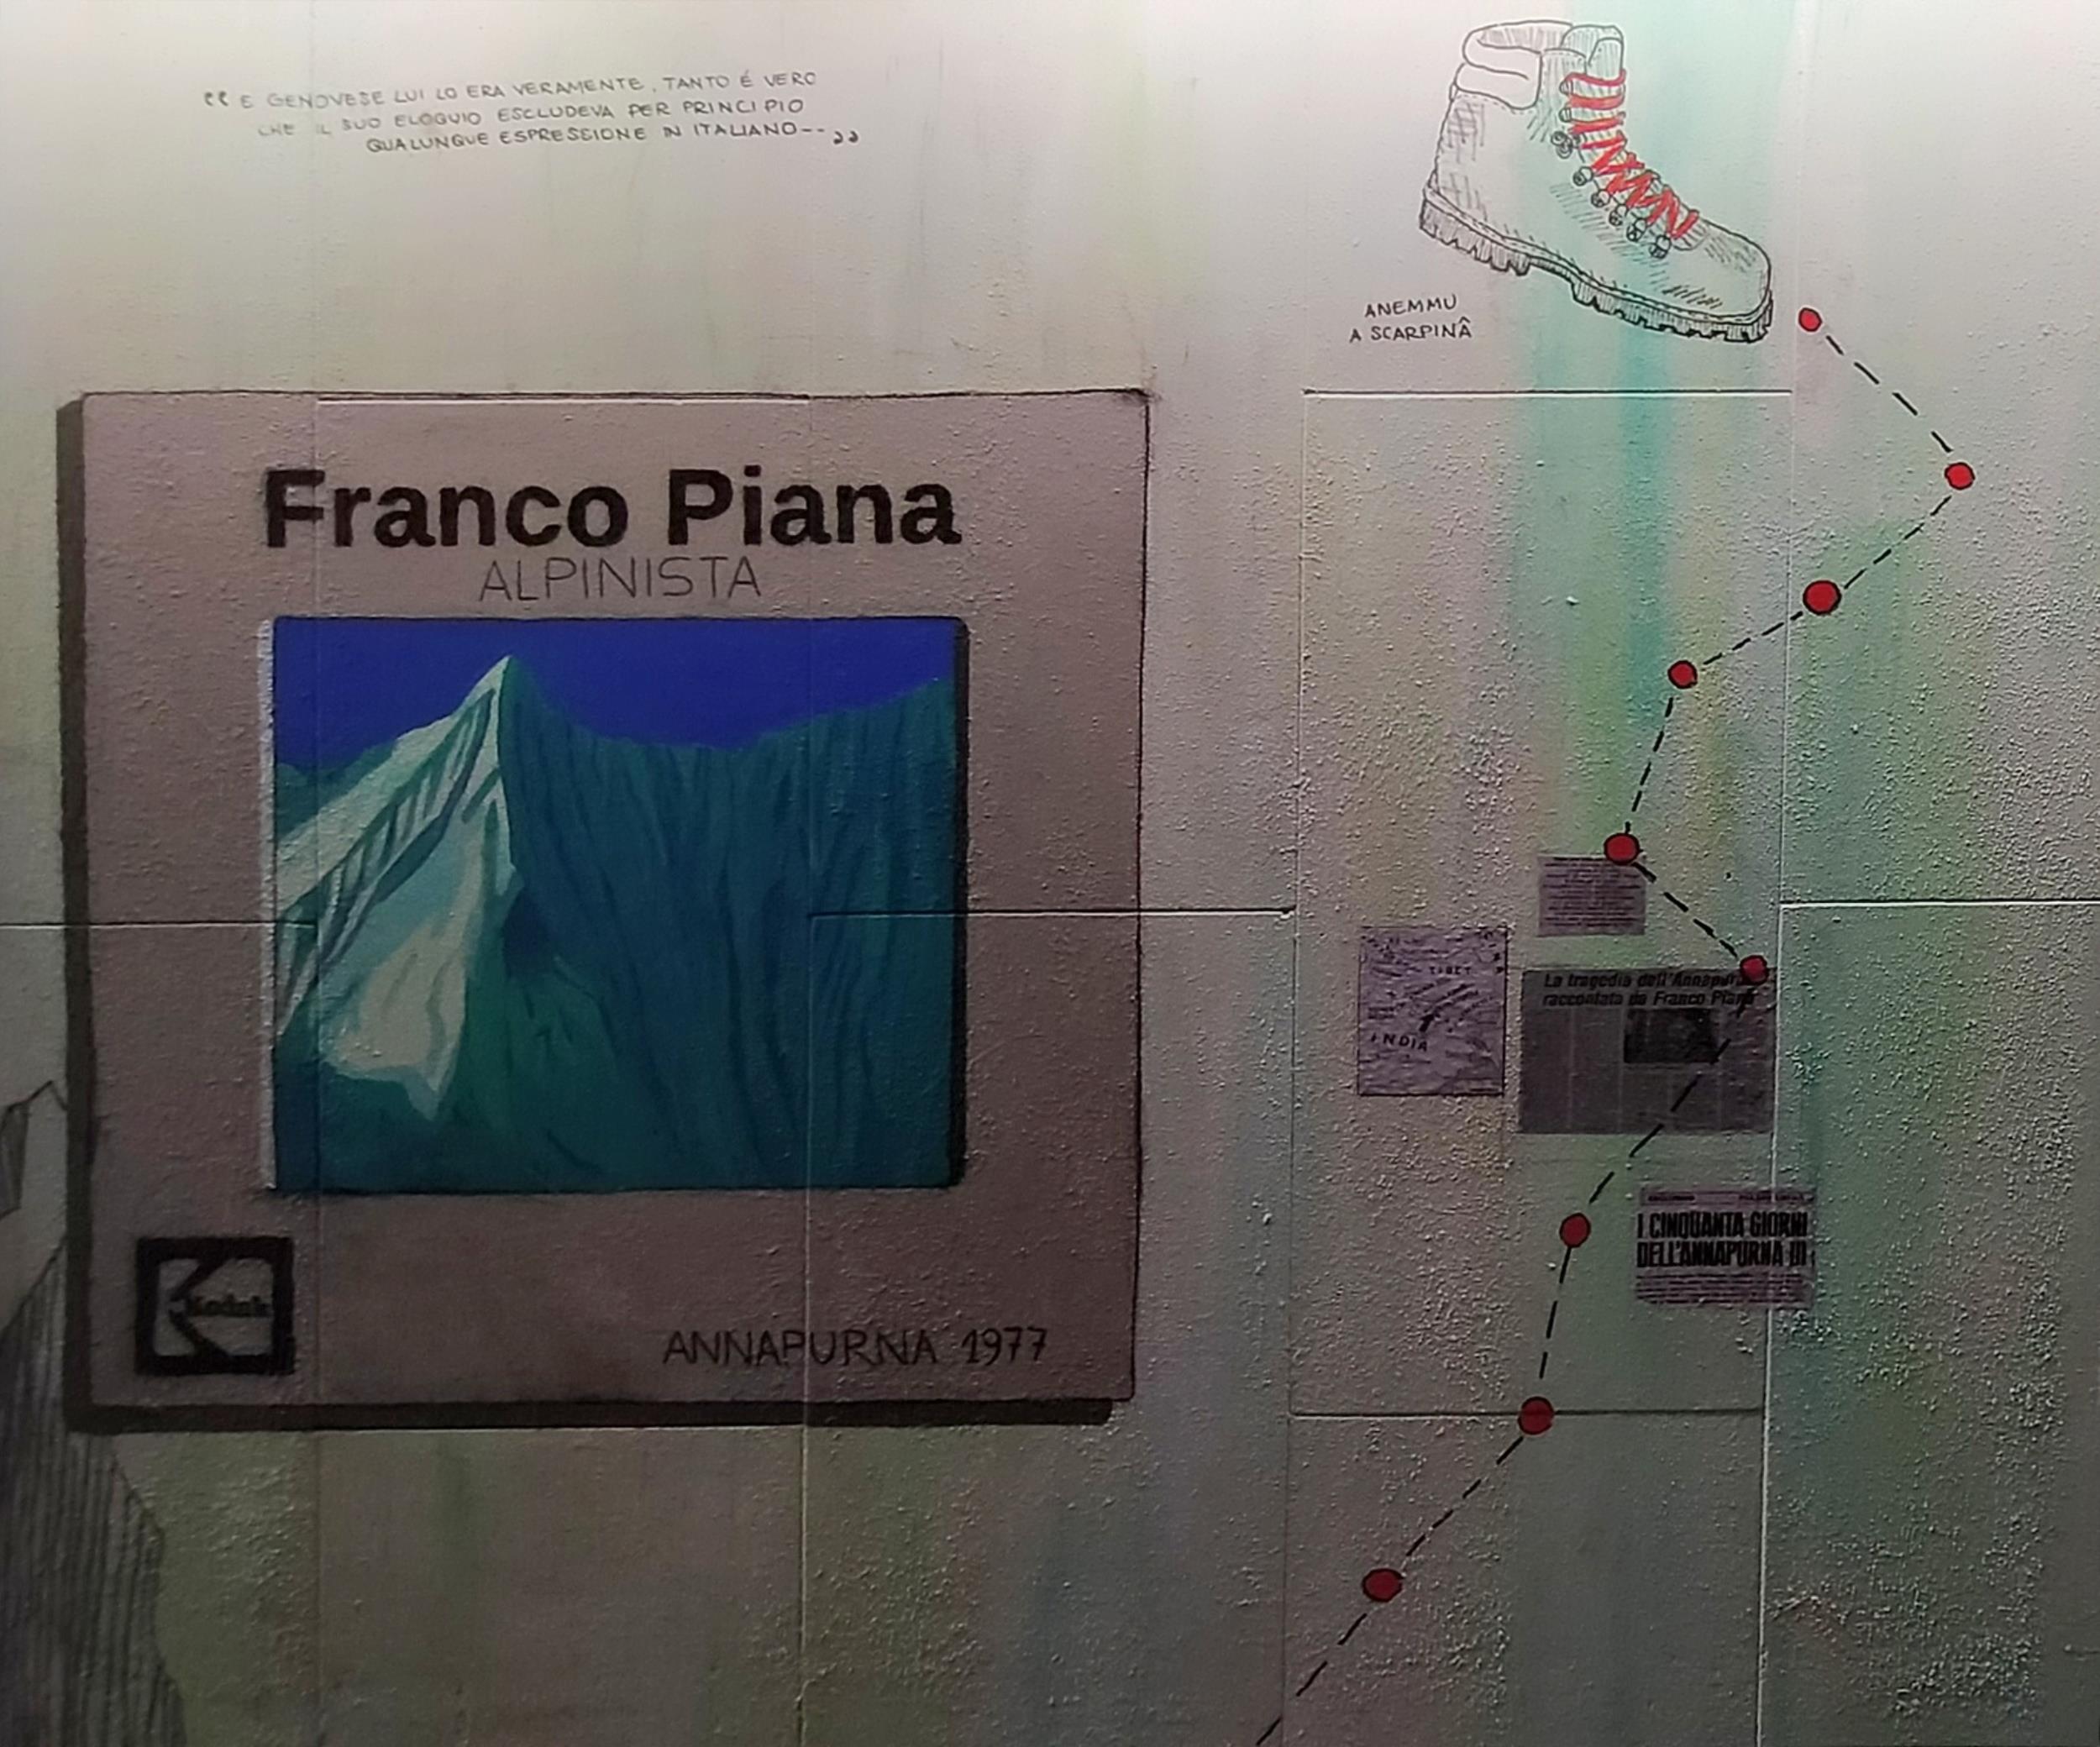 “ E GENOVESE LUI LO ERA VERAMENTE, TANTO É VERO
CHE IL SUO ELOQUIO ESCLUDEVA PER PRINCIPIO
QUALUNQUE ESPRESSIONE IN ITALIANO-- „
ANEMMU
A SCARPINÂ
Franco Piana
ALPINISTA
Kodak
ANNAPURNA 1977
TIBET
INDIA
La tragedia dell'Annapurna
raccontata da Franco Piana
I CINQUANTA GIORNI
DELL'ANNAPURNA III